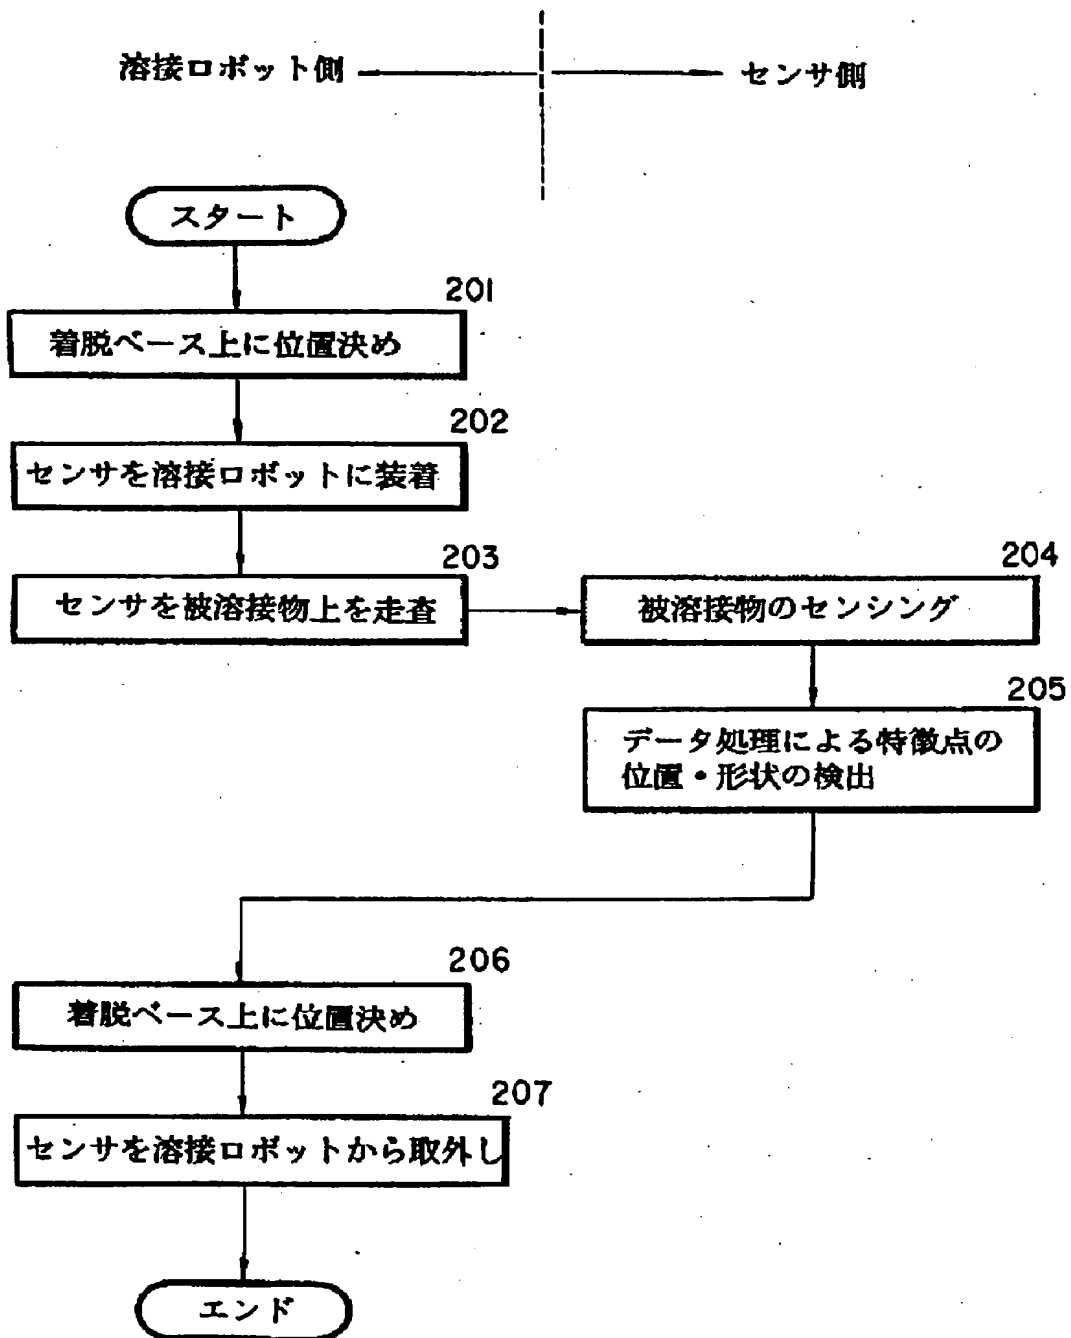 溶接ロボット側
センサ側
スタート
201
着脱ベース上に位置決め
202
センサを溶接ロボットに装着
203
センサを被溶接物上を走査
204
被溶接物のセンシング
205
データ処理による特徴点の
位置・形状の検出
206
着脱ベース上に位置決め
207
センサを溶接ロボットから取外し
エンド